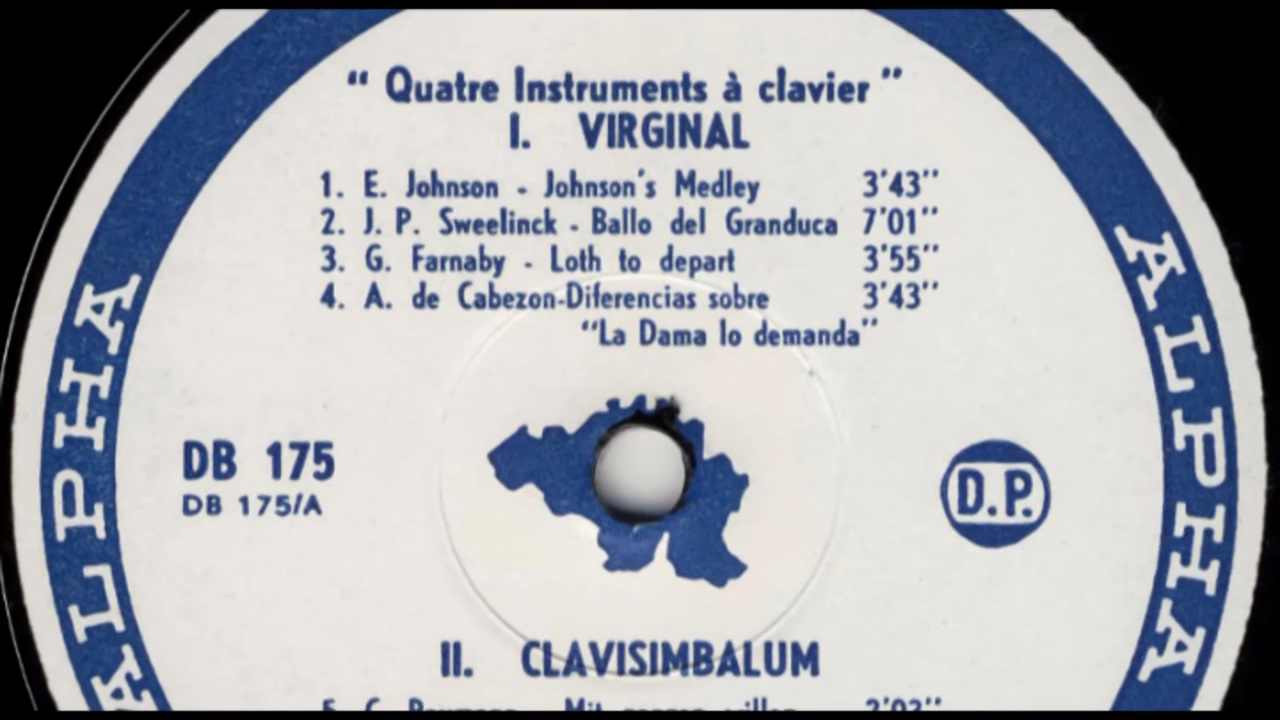 " Quatre Instruments à clavier "
I. VIRGINAL
1. E. Johnson - Johnson's Medley 3'43''
2. J. P. Sweelinck - Ballo del Granduca 7'01''
3. G. Farnaby - Loth to depart 3'55''
4. A. de Cabezon-Diferencias sobre 3'43''
"La Dama lo demanda"
ALPHA
ALPHA
DB 175
DB 175/A
D.P.
ALPHA
ALPHA
II. CLAVISIMBALUM